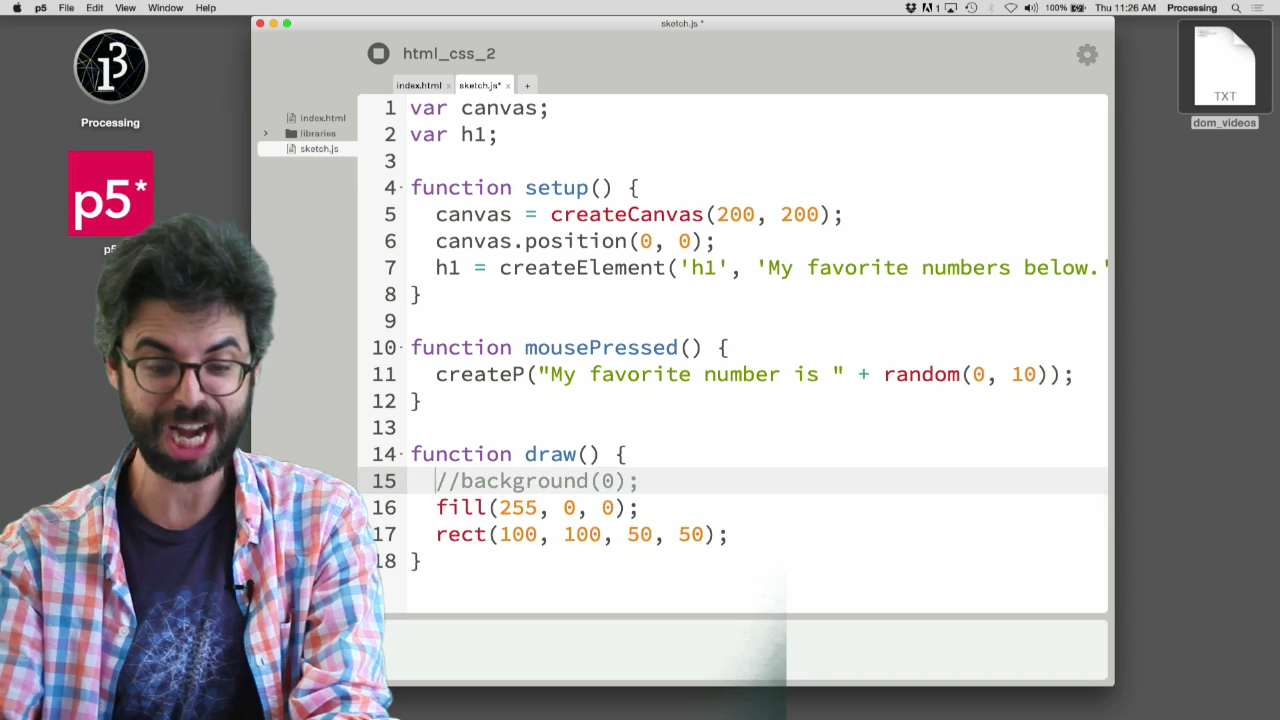 p5 File Edit View Window Help
100% Thu 11:26 AM Processing
sketch.js *
html_css_2
index.html × sketch.js* × +
TXT
dom_videos
Processing
p5*
p5
index.html
libraries
sketch.js
1 var canvas;
2 var h1;
3
4 function setup() {
5 canvas = createCanvas(200, 200);
6 canvas.position(0, 0);
7 h1 = createElement('h1', 'My favorite numbers below.'
8 }
9
10 function mousePressed() {
11 createP("My favorite number is " + random(0, 10));
12 }
13
14 function draw() {
15 //background(0);
16 fill(255, 0, 0);
17 rect(100, 100, 50, 50);
18 }